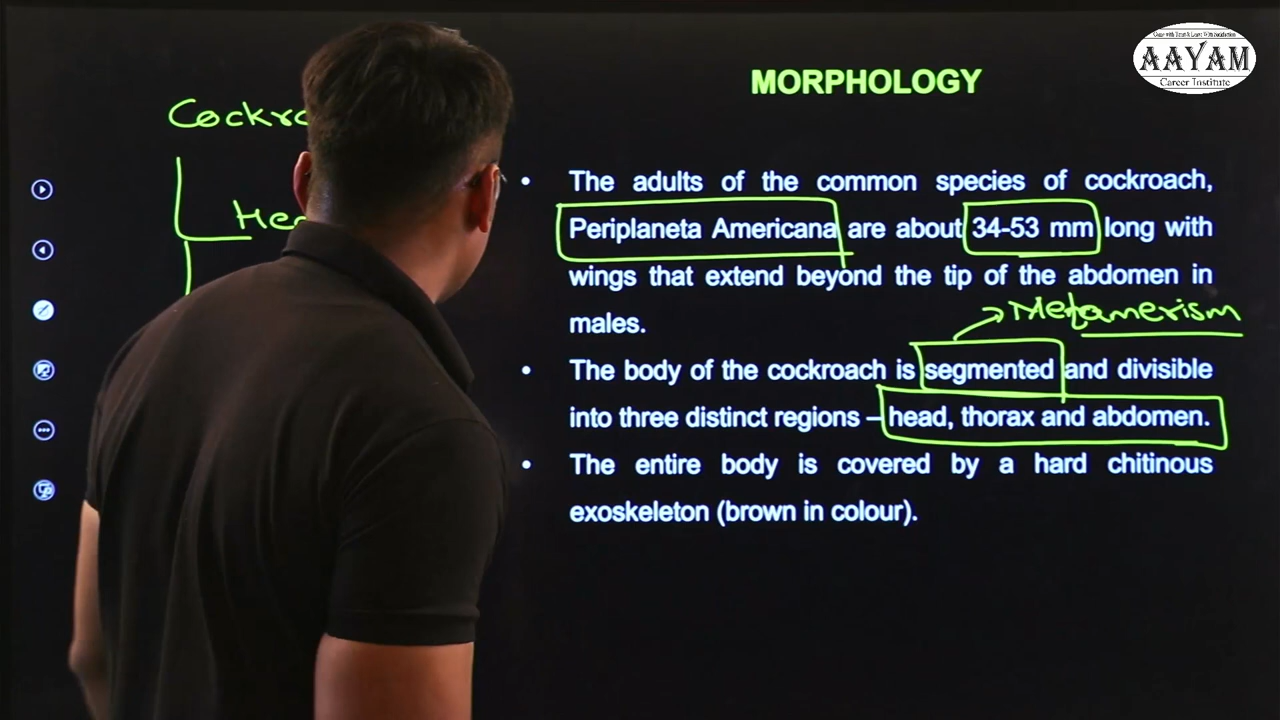 AAYAM
Career Institute
MORPHOLOGY
• The adults of the common species of cockroach,
Periplaneta Americana are about 34-53 mm long with
wings that extend beyond the tip of the abdomen in
males.
Metamerism
• The body of the cockroach is segmented and divisible
into three distinct regions – head, thorax and abdomen.
• The entire body is covered by a hard chitinous
exoskeleton (brown in colour).
Cockro
Hea